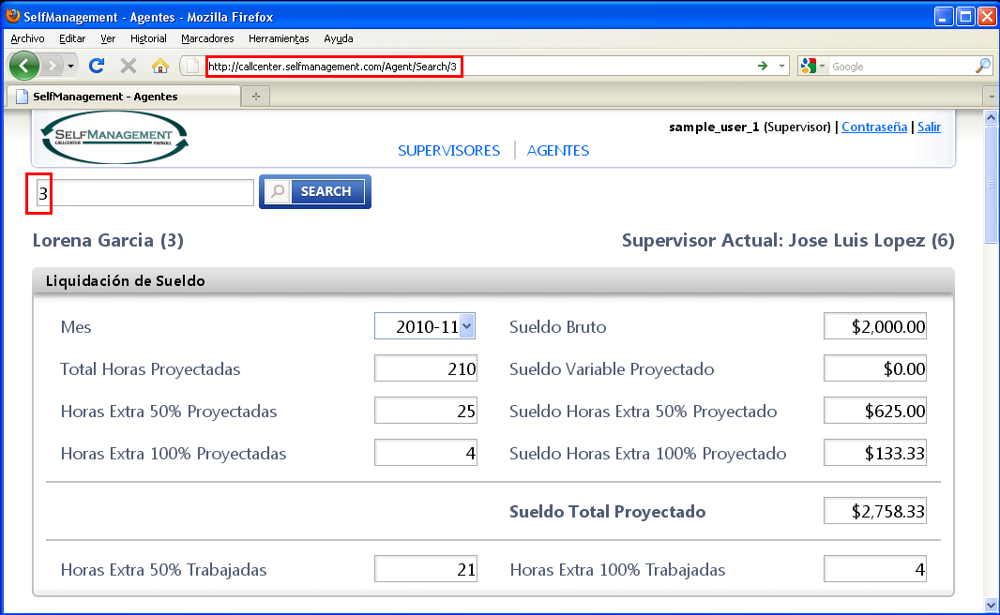 SelfManagement - Agentes - Mozilla Firefox
Archivo Editar Ver Historial Marcadores Herramientas Ayuda
http://callcenter.selfmanagement.com/Agent/Search/3 Google
SelfManagement - Agentes
SELFMANAGEMENT
CALLCENTER PAYROLL
sample_user_1 (Supervisor) | Contraseña | Salir
SUPERVISORES | AGENTES
3 SEARCH
Lorena Garcia (3) Supervisor Actual: Jose Luis Lopez (6)
Liquidación de Sueldo
Mes 2010-11 Sueldo Bruto $2,000.00
Total Horas Proyectadas 210 Sueldo Variable Proyectado $0.00
Horas Extra 50% Proyectadas 25 Sueldo Horas Extra 50% Proyectado $625.00
Horas Extra 100% Proyectadas 4 Sueldo Horas Extra 100% Proyectado $133.33
Sueldo Total Proyectado $2,758.33
Horas Extra 50% Trabajadas 21 Horas Extra 100% Trabajadas 4